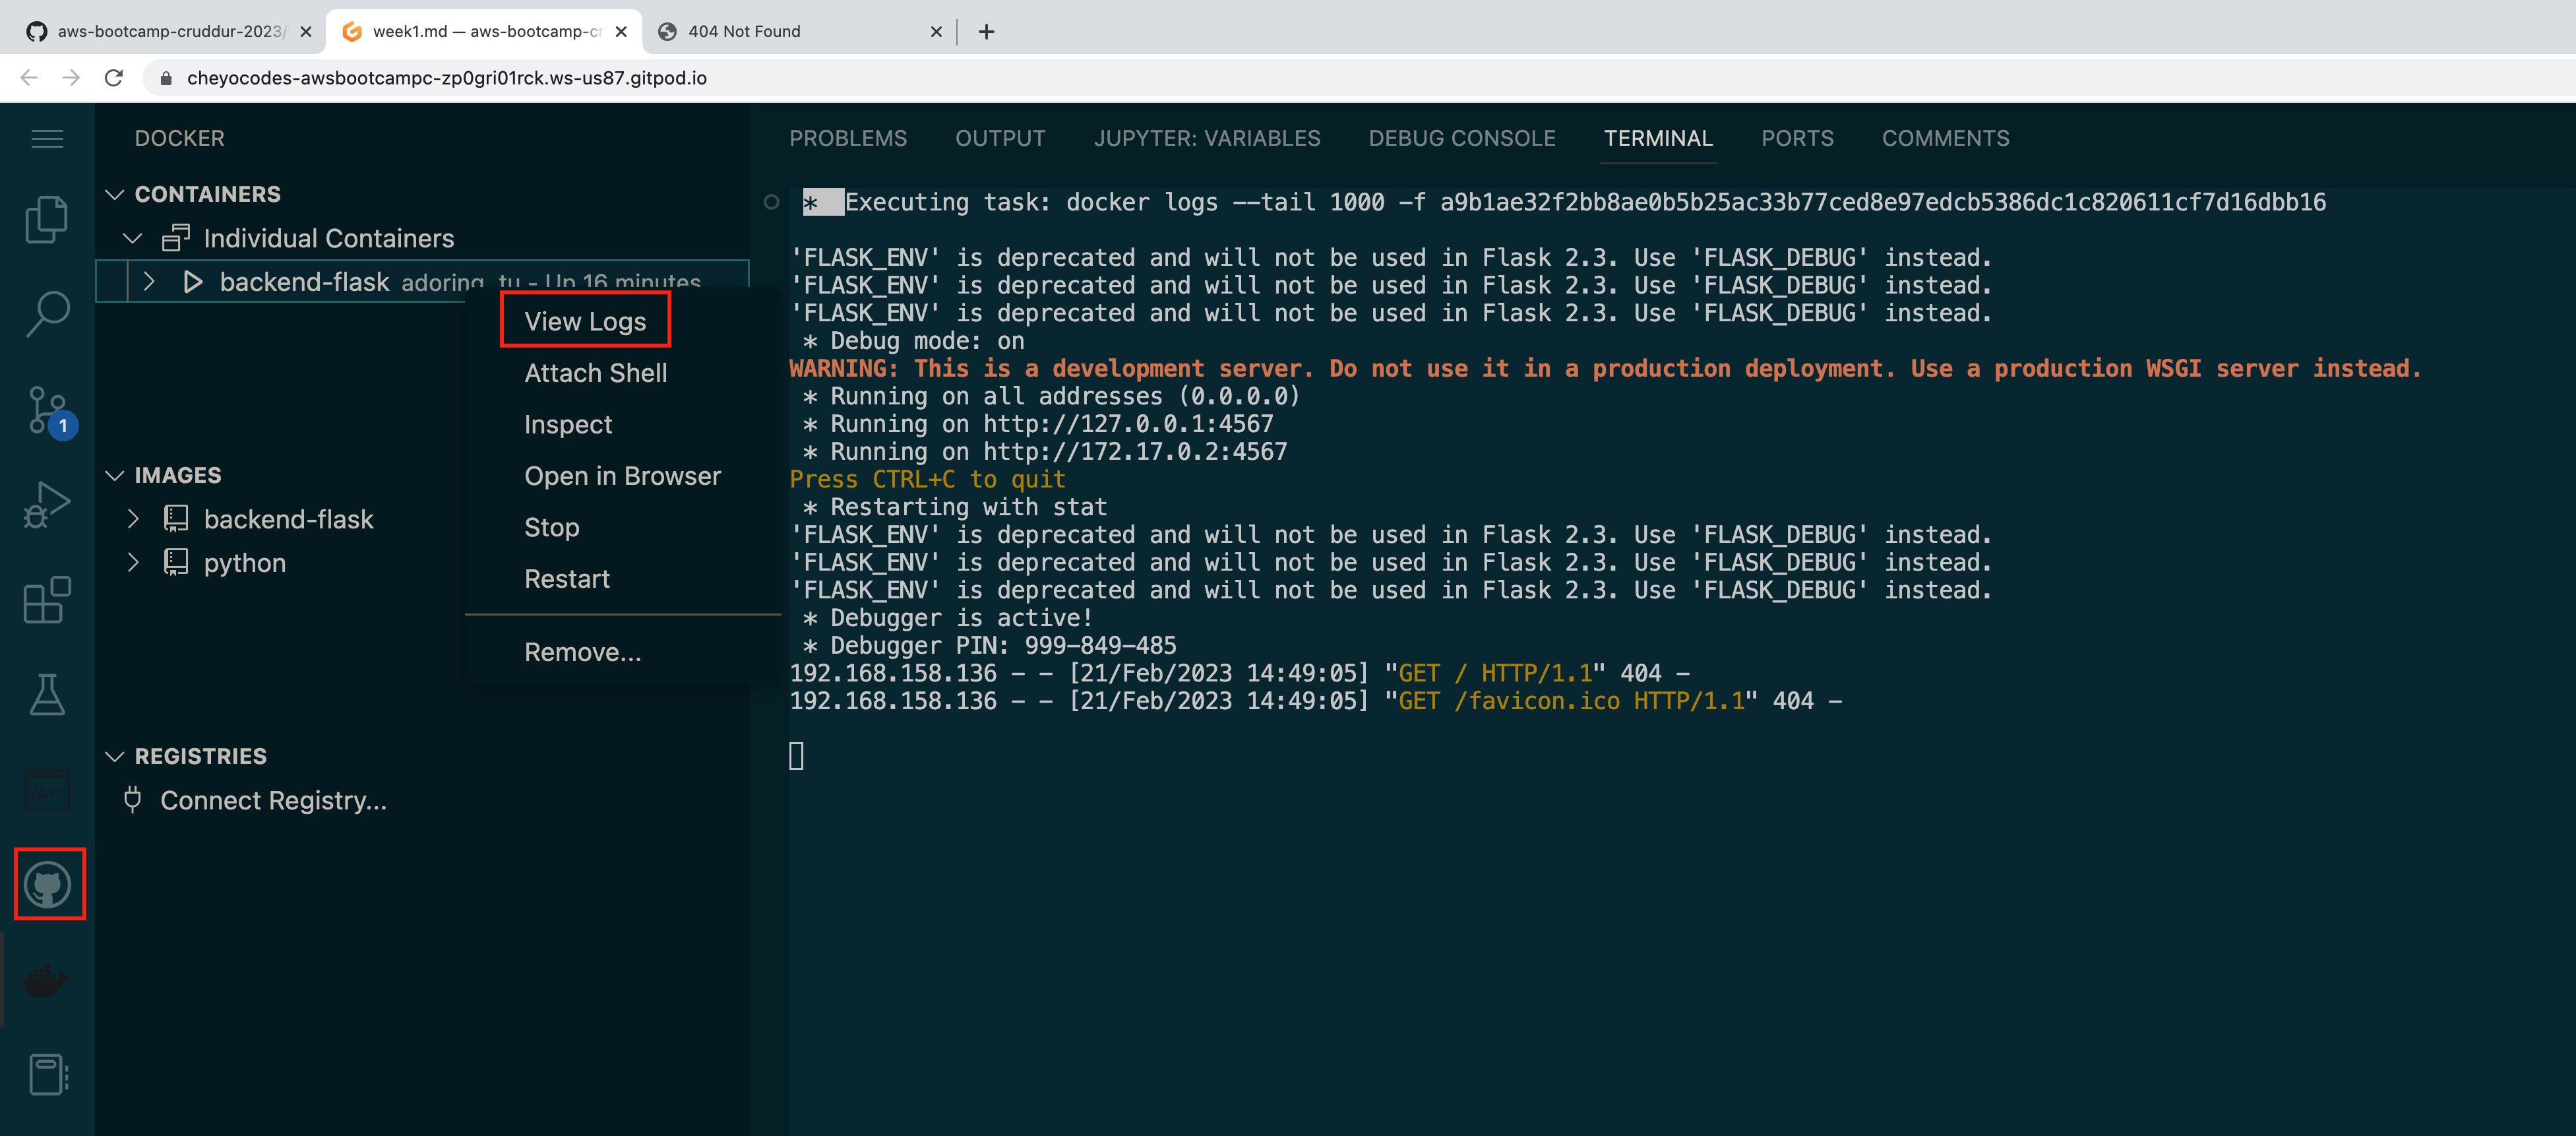 aws-bootcamp-cruddur-2023/
week1.md — aws-bootcamp-cr
404 Not Found
cheyocodes-awsbootcampc-zp0gri01rck.ws-us87.gitpod.io
DOCKER
CONTAINERS
Individual Containers
backend-flask adoring_tu - Up 16 minutes
View Logs
Attach Shell
Inspect
Open in Browser
Stop
Restart
Remove...
1
IMAGES
backend-flask
python
REGISTRIES
Connect Registry...
/API
PROBLEMS OUTPUT JUPYTER: VARIABLES DEBUG CONSOLE TERMINAL PORTS COMMENTS
* Executing task: docker logs --tail 1000 -f a9b1ae32f2bb8ae0b5b25ac33b77ced8e97edcb5386dc1c820611cf7d16dbb16
'FLASK_ENV' is deprecated and will not be used in Flask 2.3. Use 'FLASK_DEBUG' instead.
'FLASK_ENV' is deprecated and will not be used in Flask 2.3. Use 'FLASK_DEBUG' instead.
'FLASK_ENV' is deprecated and will not be used in Flask 2.3. Use 'FLASK_DEBUG' instead.
* Debug mode: on
WARNING: This is a development server. Do not use it in a production deployment. Use a production WSGI server instead.
* Running on all addresses (0.0.0.0)
* Running on http://127.0.0.1:4567
* Running on http://172.17.0.2:4567
Press CTRL+C to quit
* Restarting with stat
'FLASK_ENV' is deprecated and will not be used in Flask 2.3. Use 'FLASK_DEBUG' instead.
'FLASK_ENV' is deprecated and will not be used in Flask 2.3. Use 'FLASK_DEBUG' instead.
'FLASK_ENV' is deprecated and will not be used in Flask 2.3. Use 'FLASK_DEBUG' instead.
* Debugger is active!
* Debugger PIN: 999-849-485
192.168.158.136 - - [21/Feb/2023 14:49:05] "GET / HTTP/1.1" 404 -
192.168.158.136 - - [21/Feb/2023 14:49:05] "GET /favicon.ico HTTP/1.1" 404 -